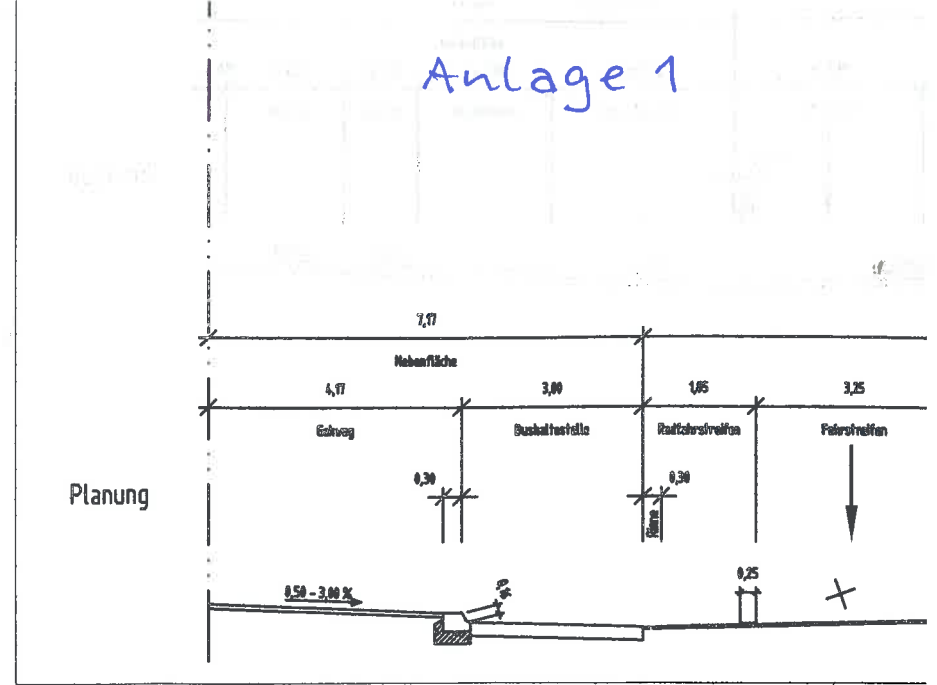 Anlage 1
7,17
Nebenfläche
4,17 3,00 1,85 3,25
Gehweg Bushaltestelle Radfahrstreifen Fahrstreifen
0,30 0,30
Planung
Rinne
0,25
0,50 - 3,00 %